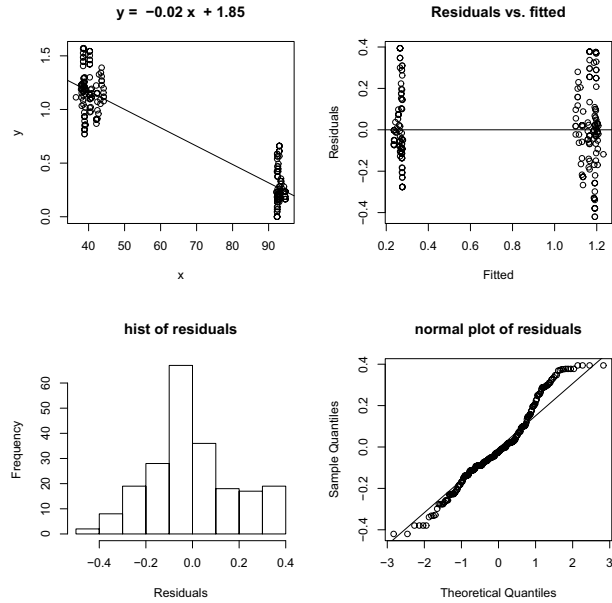 y = −0.02 x + 1.85
y
1.5
1.0
0.5
0.0
40 50 60 70 80 90
x
Residuals vs. fitted
Residuals
0.4
0.2
0.0
−0.2
−0.4
0.2 0.4 0.6 0.8 1.0 1.2
Fitted
hist of residuals
Frequency
60
50
40
30
20
10
0
−0.4 −0.2 0.0 0.2 0.4
Residuals
normal plot of residuals
Sample Quantiles
0.4
0.2
0.0
−0.2
−0.4
−3 −2 −1 0 1 2 3
Theoretical Quantiles